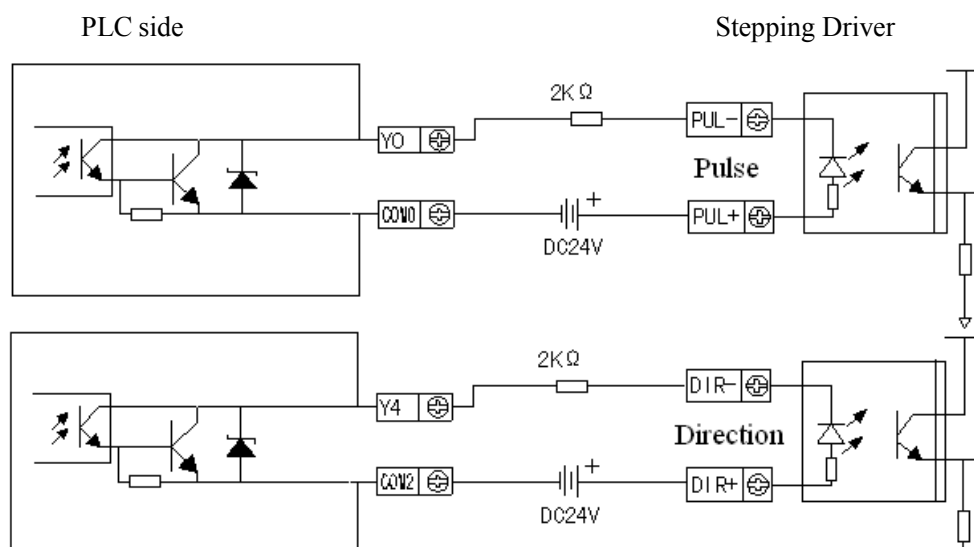 PLC side
Stepping Driver
2KΩ
Y0
PUL-
Pulse
COM0
+
DC24V
PUL+
2KΩ
Y4
DIR-
Direction
COM2
+
DC24V
DIR+